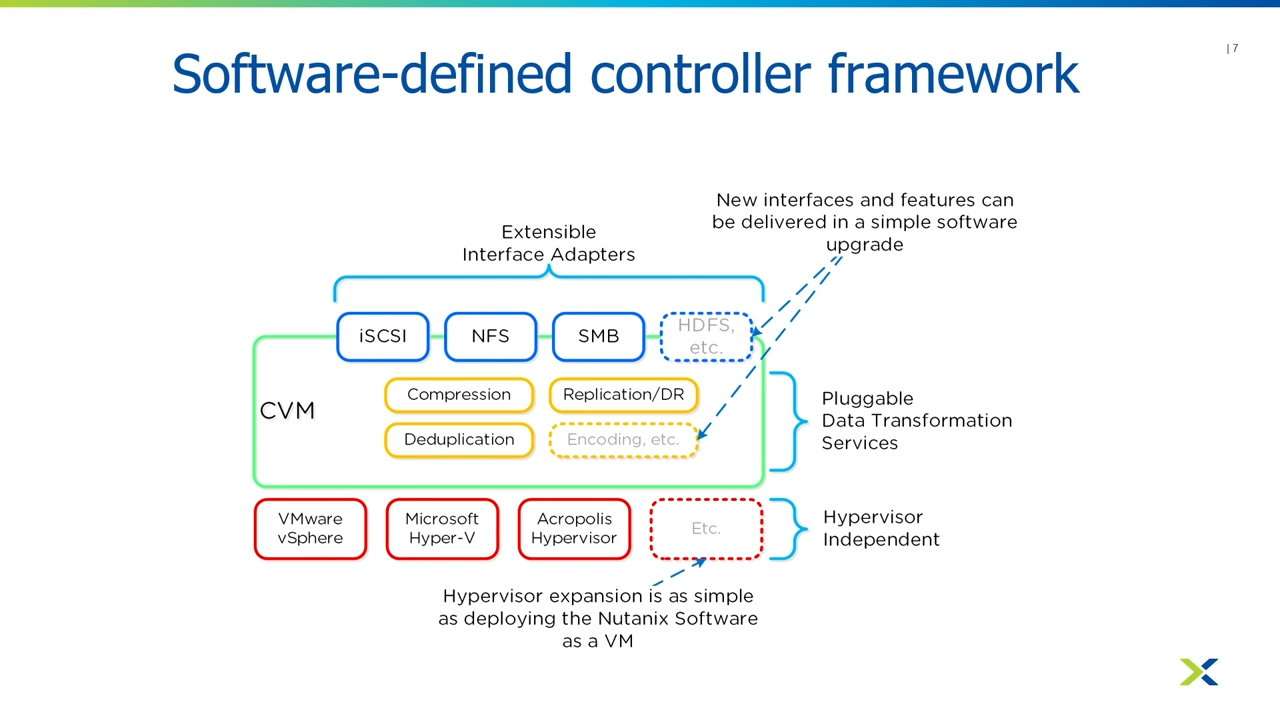 | 7
Software-defined controller framework
New interfaces and features can
be delivered in a simple software
upgrade
Extensible
Interface Adapters
iSCSI
NFS
SMB
HDFS,
etc.
CVM
Compression
Replication/DR
Deduplication
Encoding, etc.
Pluggable
Data Transformation
Services
VMware
vSphere
Microsoft
Hyper-V
Acropolis
Hypervisor
Etc.
Hypervisor
Independent
Hypervisor expansion is as simple
as deploying the Nutanix Software
as a VM